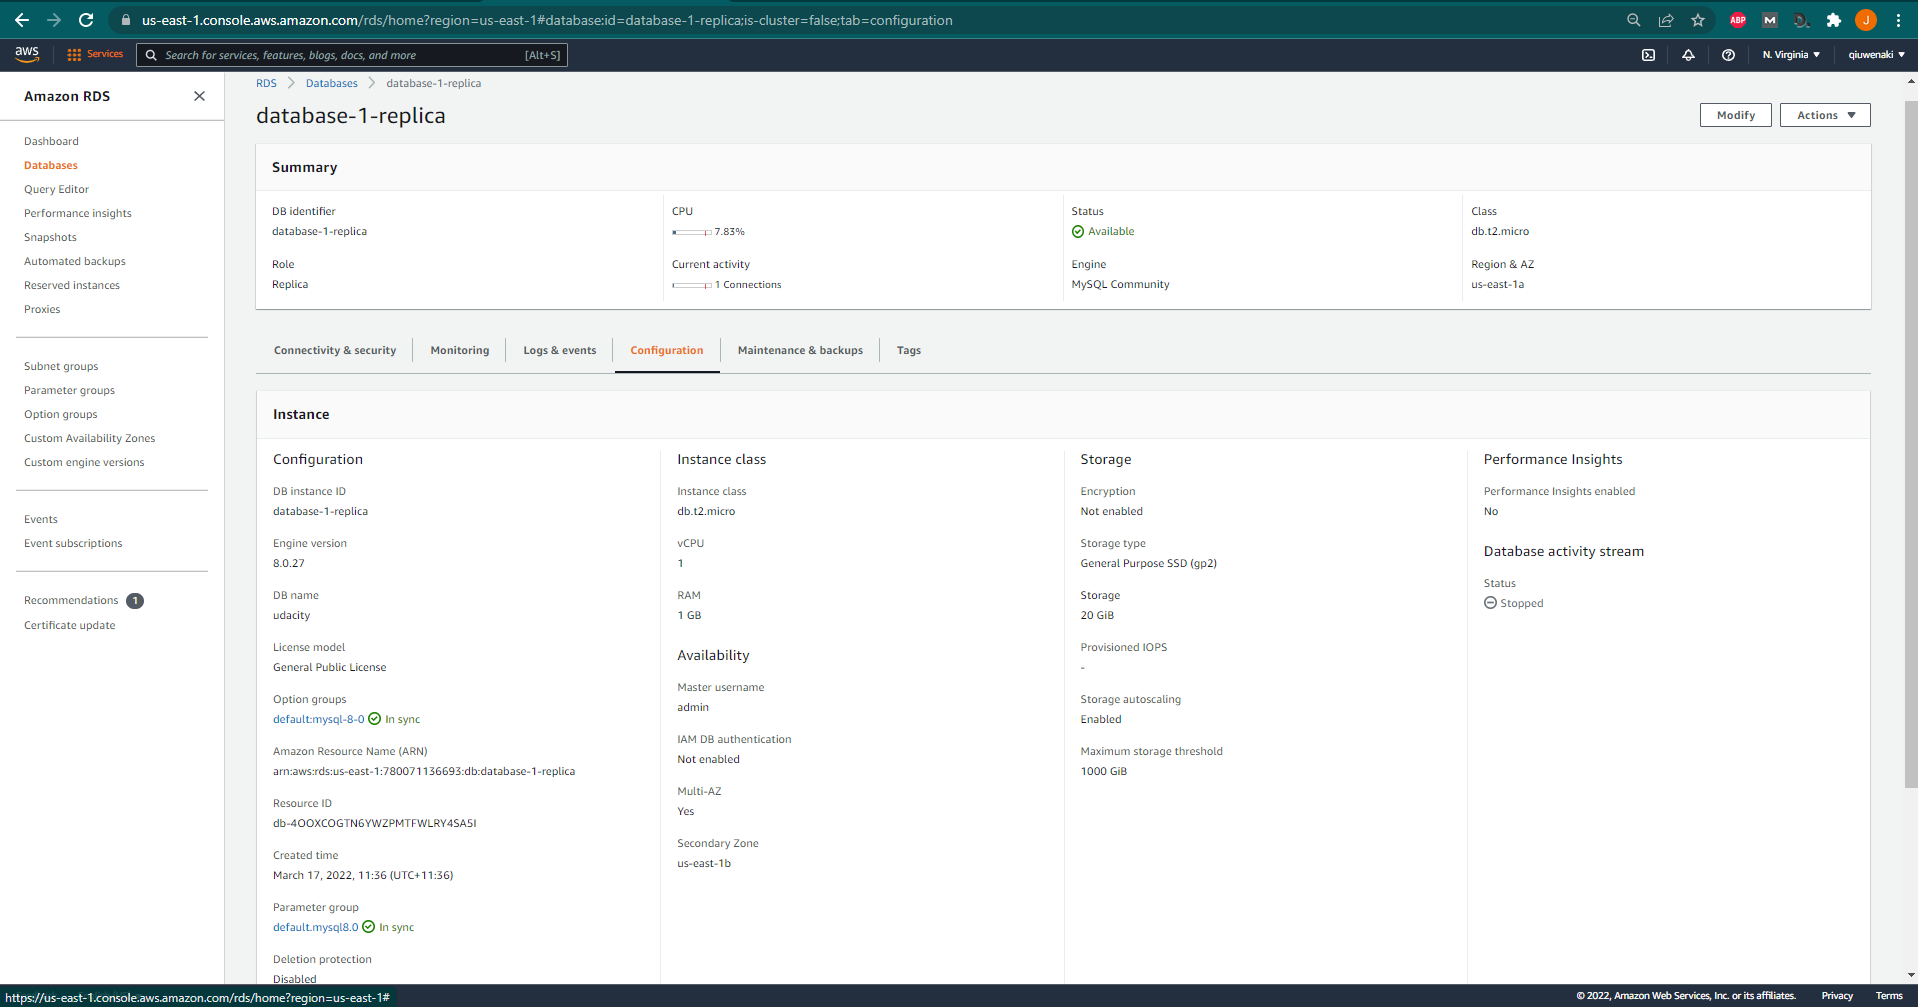 us-east-1.console.aws.amazon.com/rds/home?region=us-east-1#database:id=database-1-replica;is-cluster=false;tab=configuration
ABP
M
J
aws
Services
Search for services, features, blogs, docs, and more
[Alt+S]
N. Virginia ▼
qiuwenaki ▼
Amazon RDS
Dashboard
Databases
Query Editor
Performance insights
Snapshots
Automated backups
Reserved instances
Proxies
Subnet groups
Parameter groups
Option groups
Custom Availability Zones
Custom engine versions
Events
Event subscriptions
Recommendations 1
Certificate update
RDS > Databases > database-1-replica
database-1-replica
Modify
Actions ▼
Summary
DB identifier
database-1-replica
Role
Replica
CPU
7.83%
Current activity
1 Connections
Status
Available
Engine
MySQL Community
Class
db.t2.micro
Region & AZ
us-east-1a
Connectivity & security
Monitoring
Logs & events
Configuration
Maintenance & backups
Tags
Instance
Configuration
DB instance ID
database-1-replica
Engine version
8.0.27
DB name
udacity
License model
General Public License
Option groups
default:mysql-8-0 In sync
Amazon Resource Name (ARN)
arn:aws:rds:us-east-1:780071136693:db:database-1-replica
Resource ID
db-4OOXCOGTN6YWZPMTFWLRY4SA5I
Created time
March 17, 2022, 11:36 (UTC+11:36)
Parameter group
default.mysql8.0 In sync
Deletion protection
Disabled
Instance class
Instance class
db.t2.micro
vCPU
1
RAM
1 GB
Availability
Master username
admin
IAM DB authentication
Not enabled
Multi-AZ
Yes
Secondary Zone
us-east-1b
Storage
Encryption
Not enabled
Storage type
General Purpose SSD (gp2)
Storage
20 GiB
Provisioned IOPS
-
Storage autoscaling
Enabled
Maximum storage threshold
1000 GiB
Performance Insights
Performance Insights enabled
No
Database activity stream
Status
Stopped
https://us-east-1.console.aws.amazon.com/rds/home?region=us-east-1#
© 2022, Amazon Web Services, Inc. or its affiliates.
Privacy
Terms